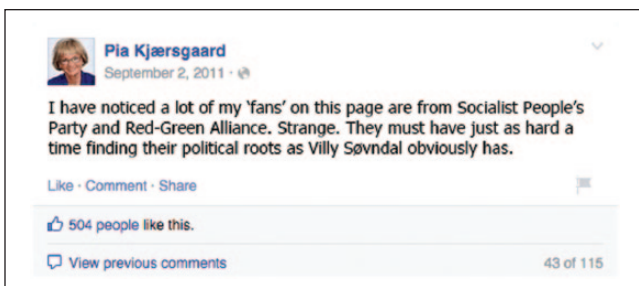 Pia Kjærsgaard
September 2, 2011 ·
I have noticed a lot of my 'fans' on this page are from Socialist People's
Party and Red-Green Alliance. Strange. They must have just as hard a
time finding their political roots as Villy Søvndal obviously has.
Like · Comment · Share
504 people like this.
View previous comments 43 of 115